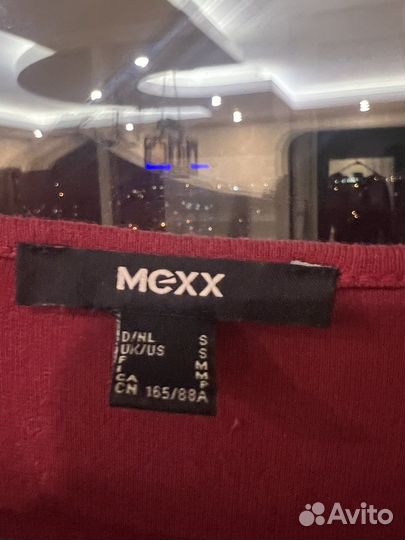 MEXX
D/NL S
UK/US S
F M
I M
CA P
CN 165/88A
Avito